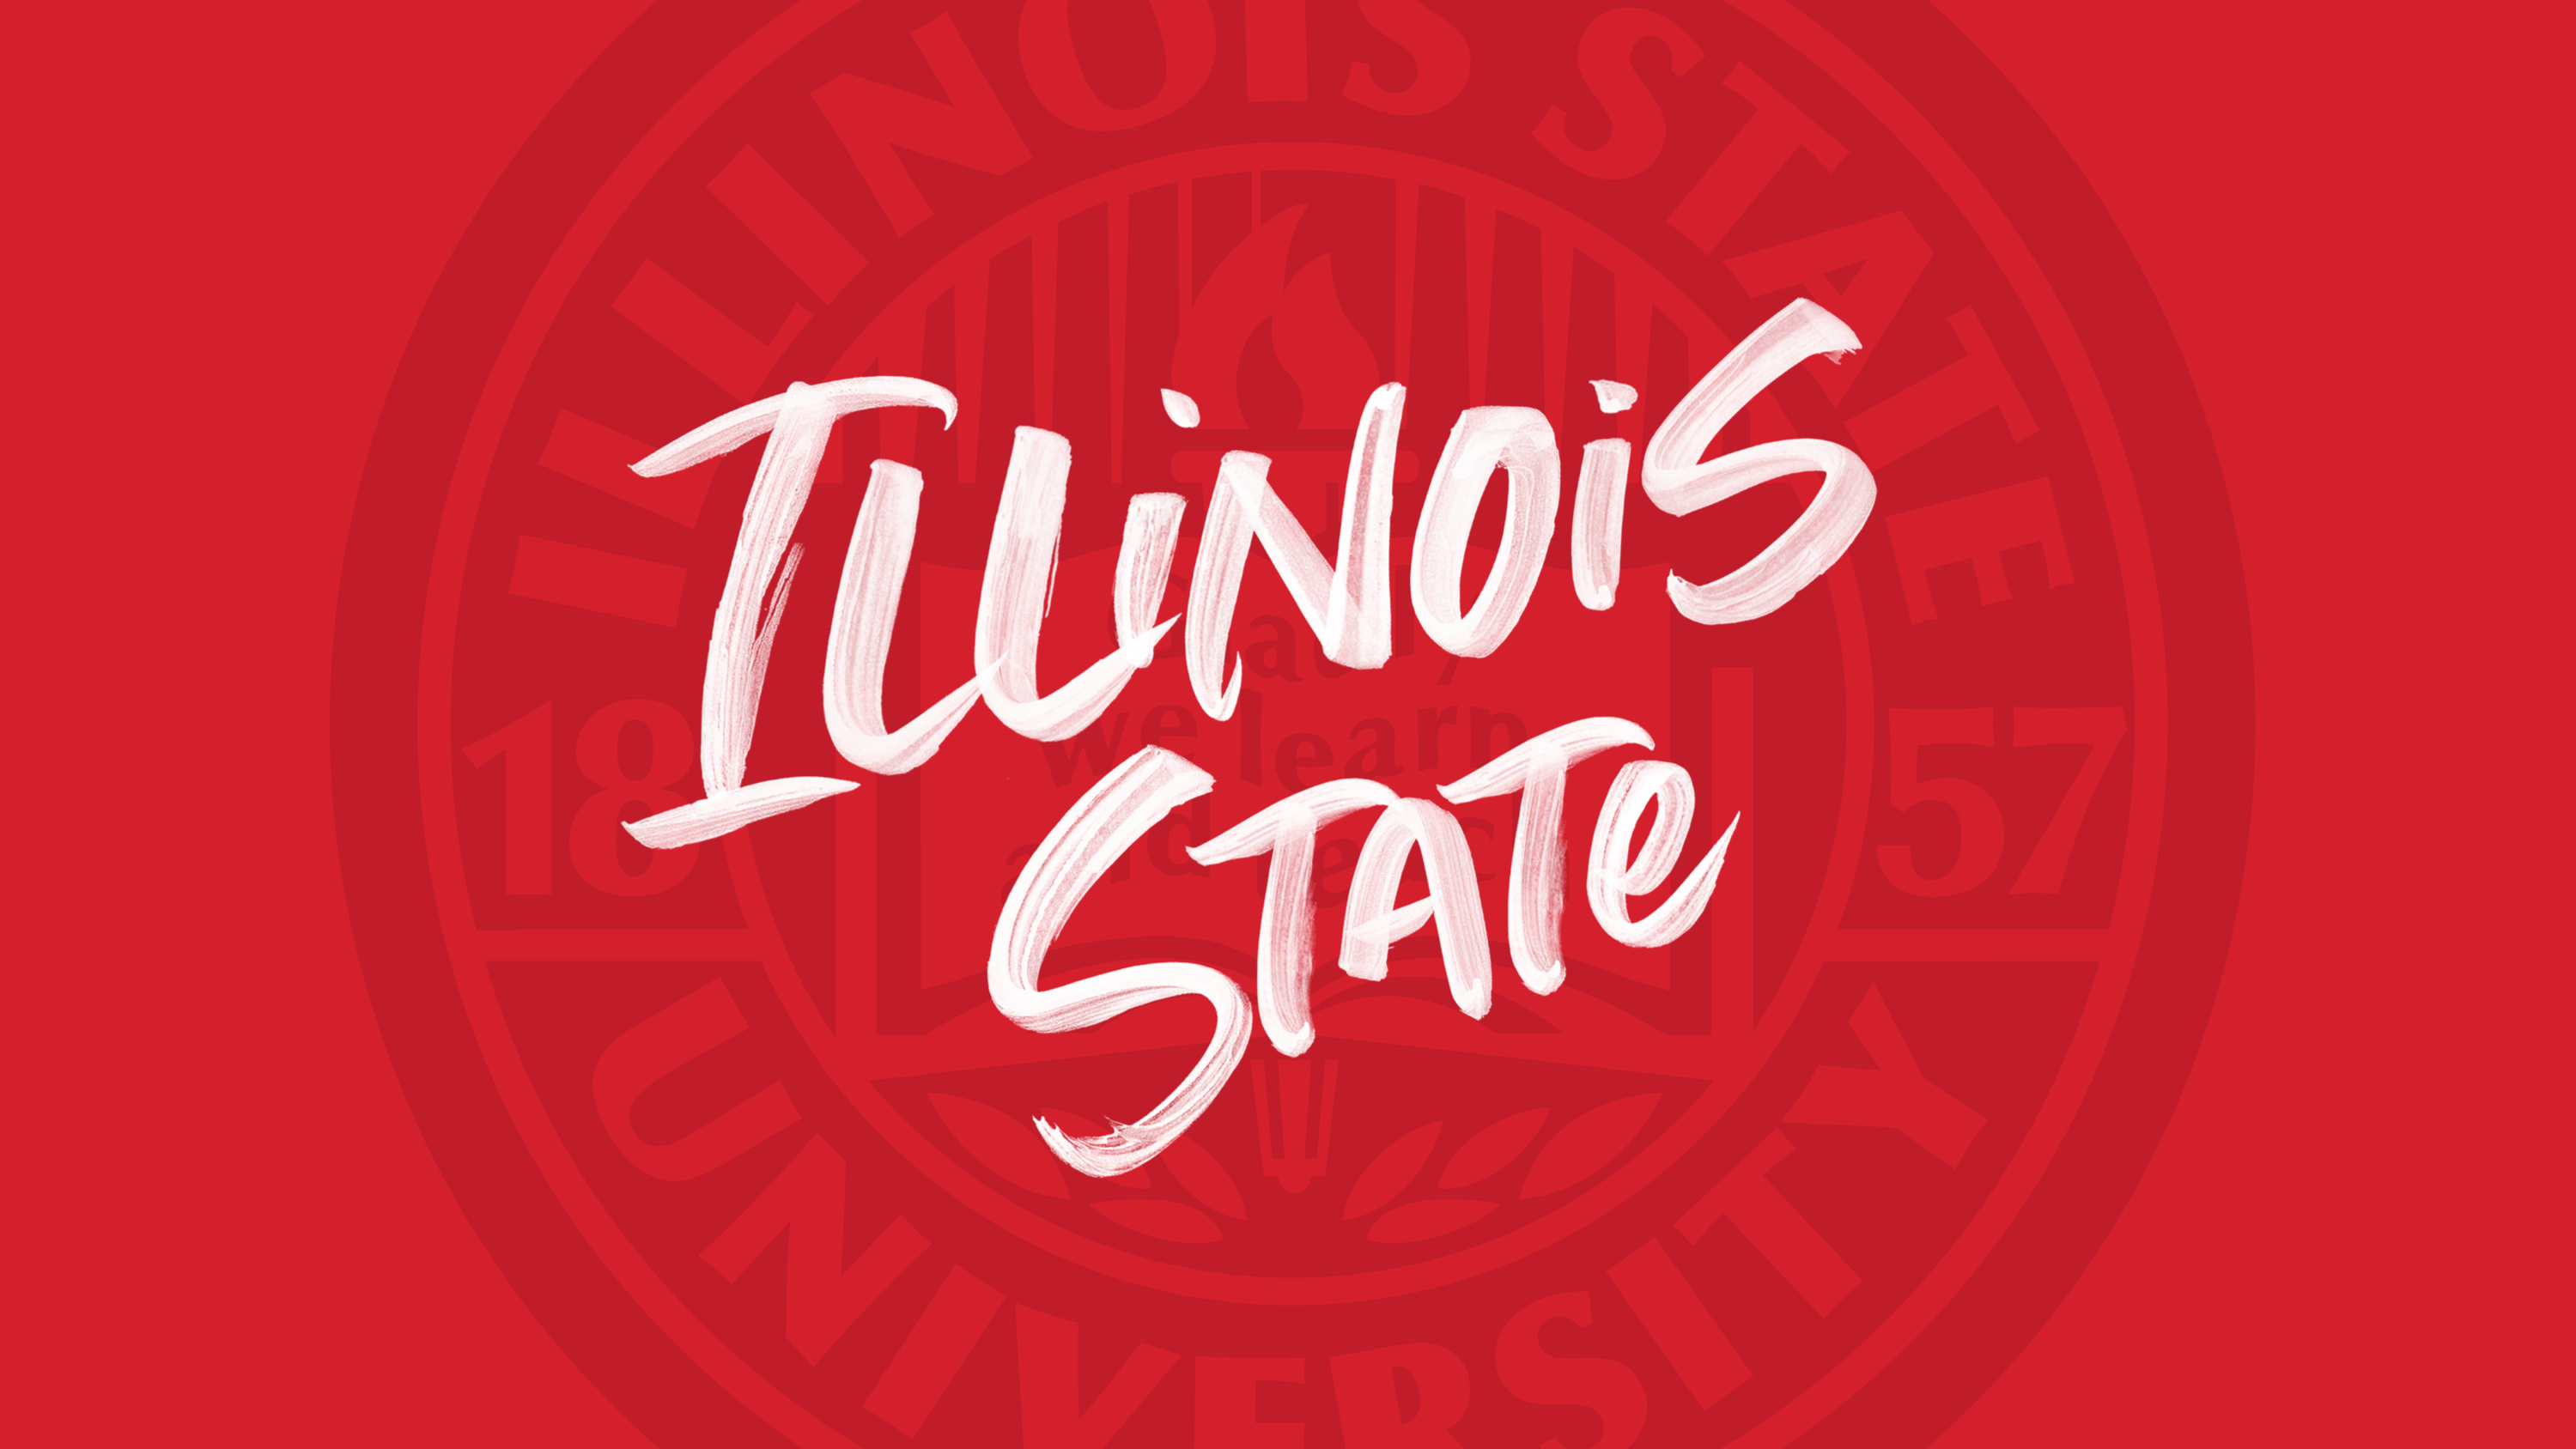 ILLINOIS STATE
ILLiNOiS
STATe
we learn
18 57
UNIVERSITY